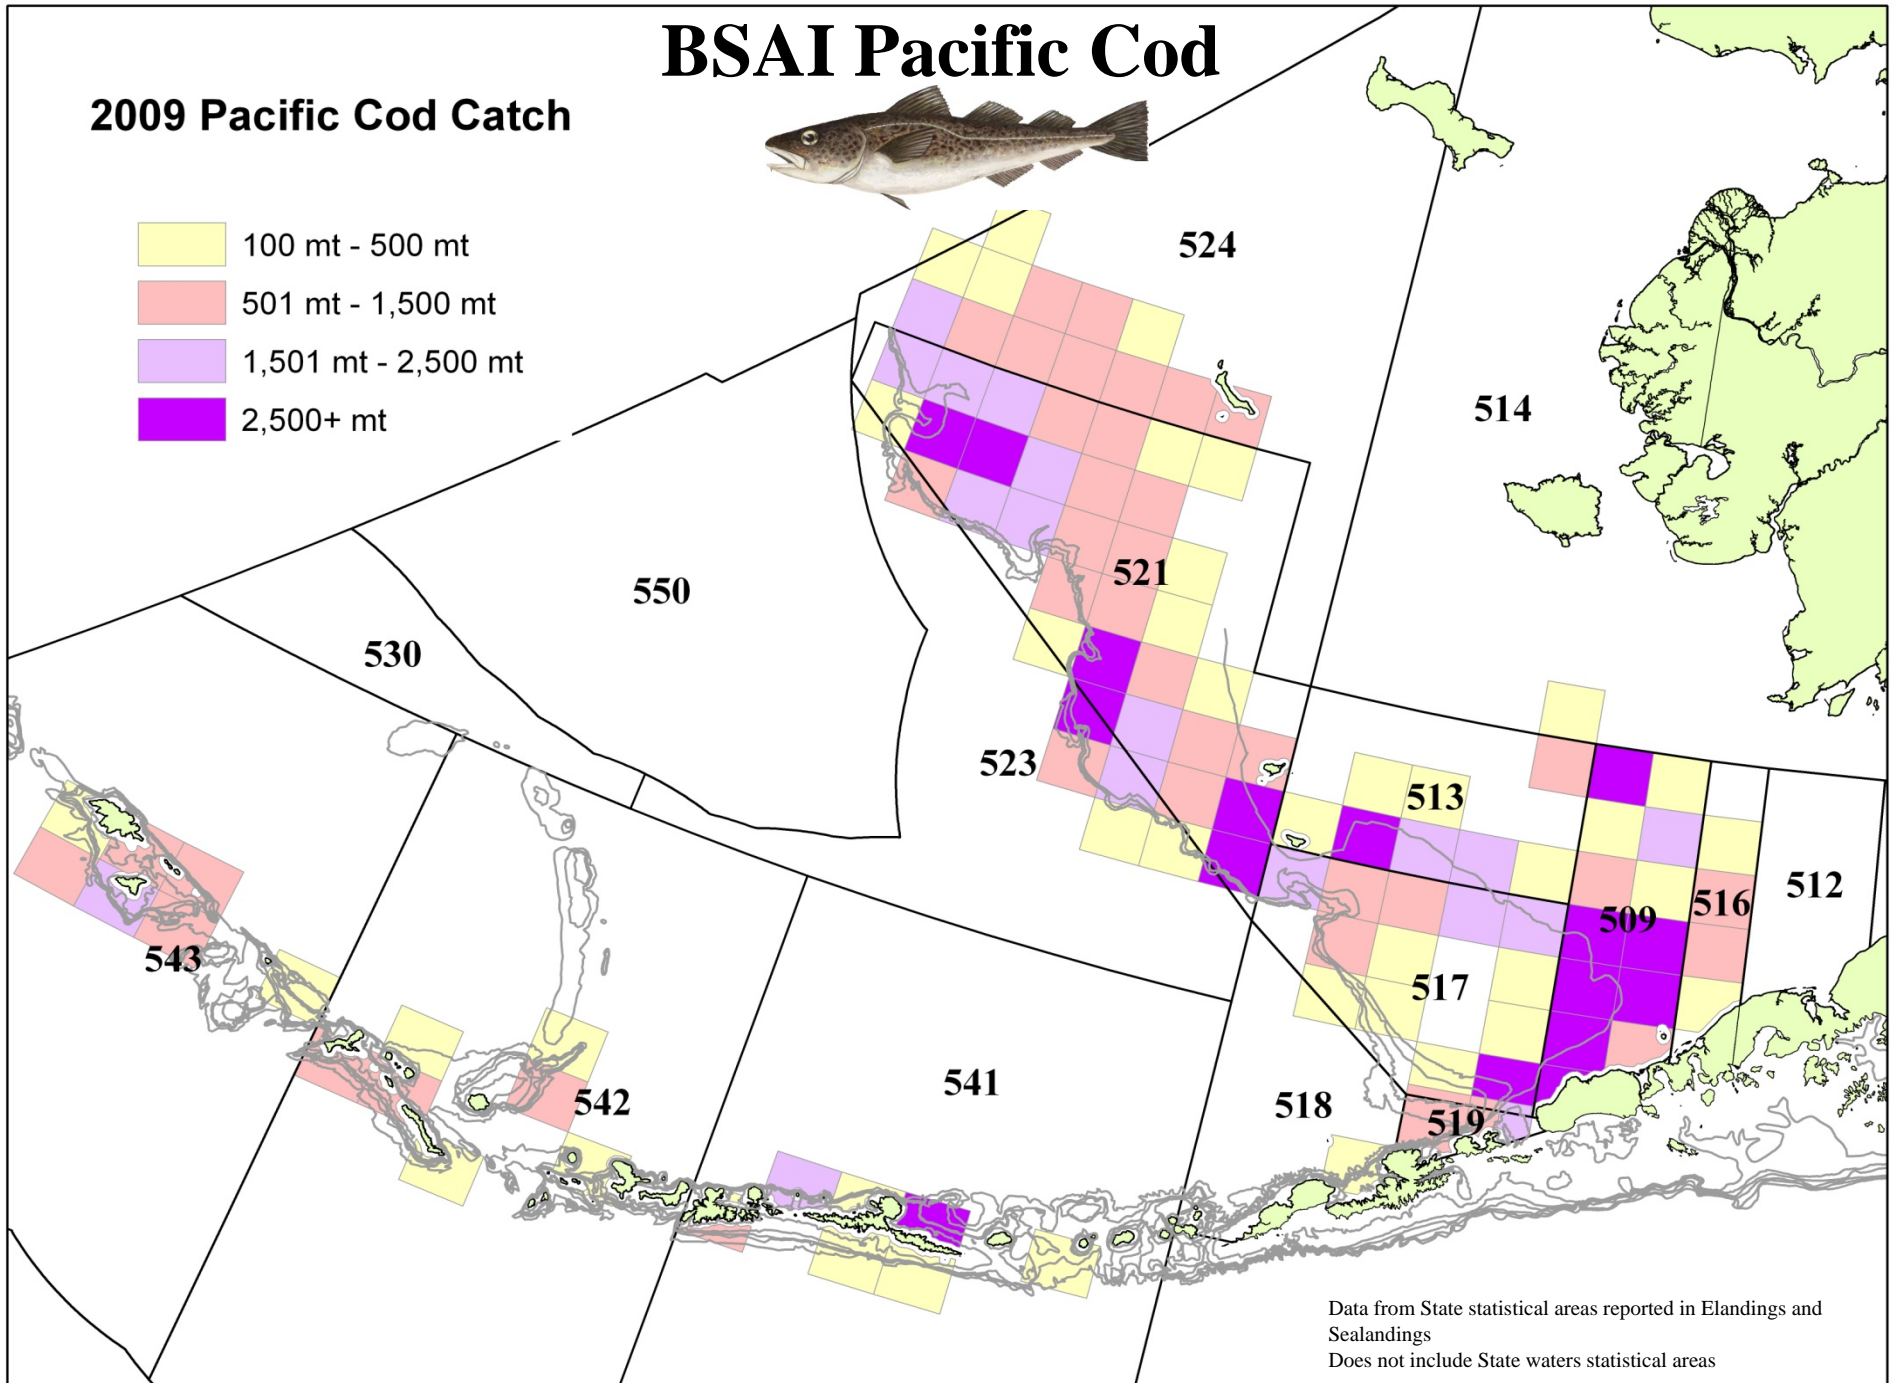 BSAI Pacific Cod
2009 Pacific Cod Catch
100 mt - 500 mt
501 mt - 1,500 mt
1,501 mt - 2,500 mt
2,500+ mt
524
514
521
550
530
523
513
509
516
512
543
517
541
542
518
519
Data from State statistical areas reported in Elandings and
Sealandings
Does not include State waters statistical areas